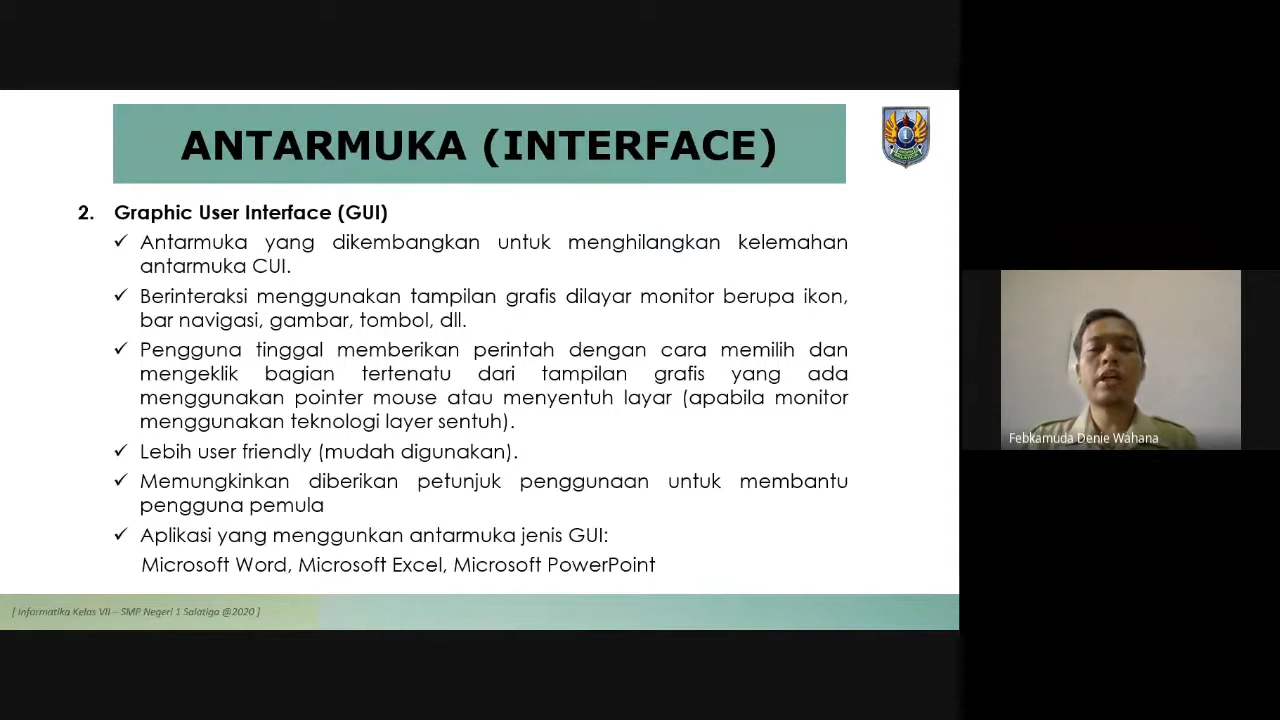 ANTARMUKA (INTERFACE)
2. Graphic User Interface (GUI)
✓ Antarmuka yang dikembangkan untuk menghilangkan kelemahan
antarmuka CUI.
✓ Berinteraksi menggunakan tampilan grafis dilayar monitor berupa ikon,
bar navigasi, gambar, tombol, dll.
✓ Pengguna tinggal memberikan perintah dengan cara memilih dan
mengeklik bagian tertenatu dari tampilan grafis yang ada
menggunakan pointer mouse atau menyentuh layar (apabila monitor
menggunakan teknologi layer sentuh).
✓ Lebih user friendly (mudah digunakan).
✓ Memungkinkan diberikan petunjuk penggunaan untuk membantu
pengguna pemula
✓ Aplikasi yang menggunkan antarmuka jenis GUI:
Microsoft Word, Microsoft Excel, Microsoft PowerPoint
[ Informatika Kelas VII – SMP Negeri 1 Salatiga @2020 ]
Febkamuda Denie Wahana